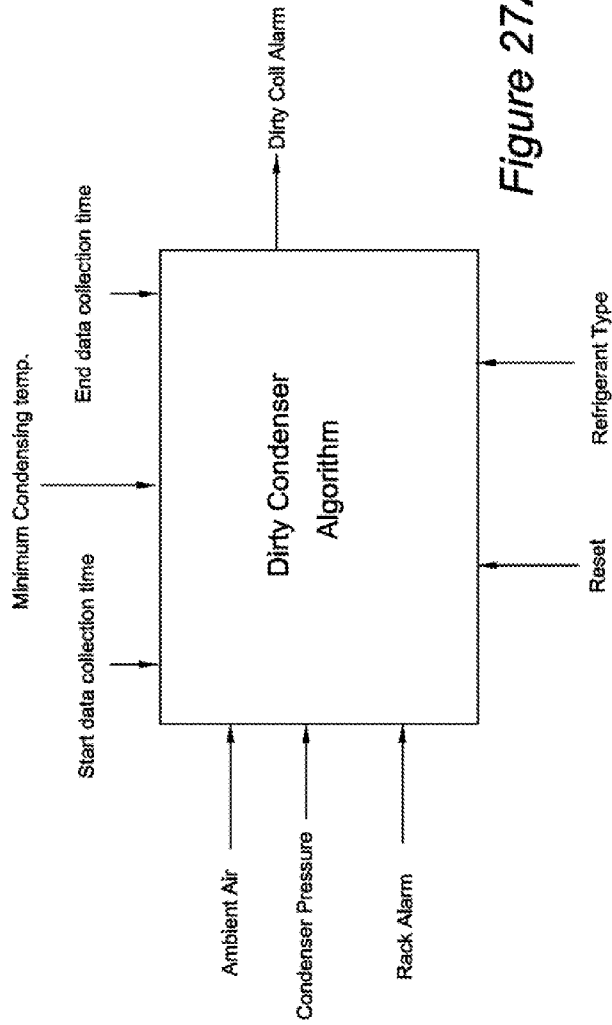 Minimum Condensing temp.
Start data collection time
End data collection time
Ambient Air
Condenser Pressure
Rack Alarm
Dirty Condenser
Algorithm
Dirty Coil Alarm
Reset
Refrigerant Type
Figure 27